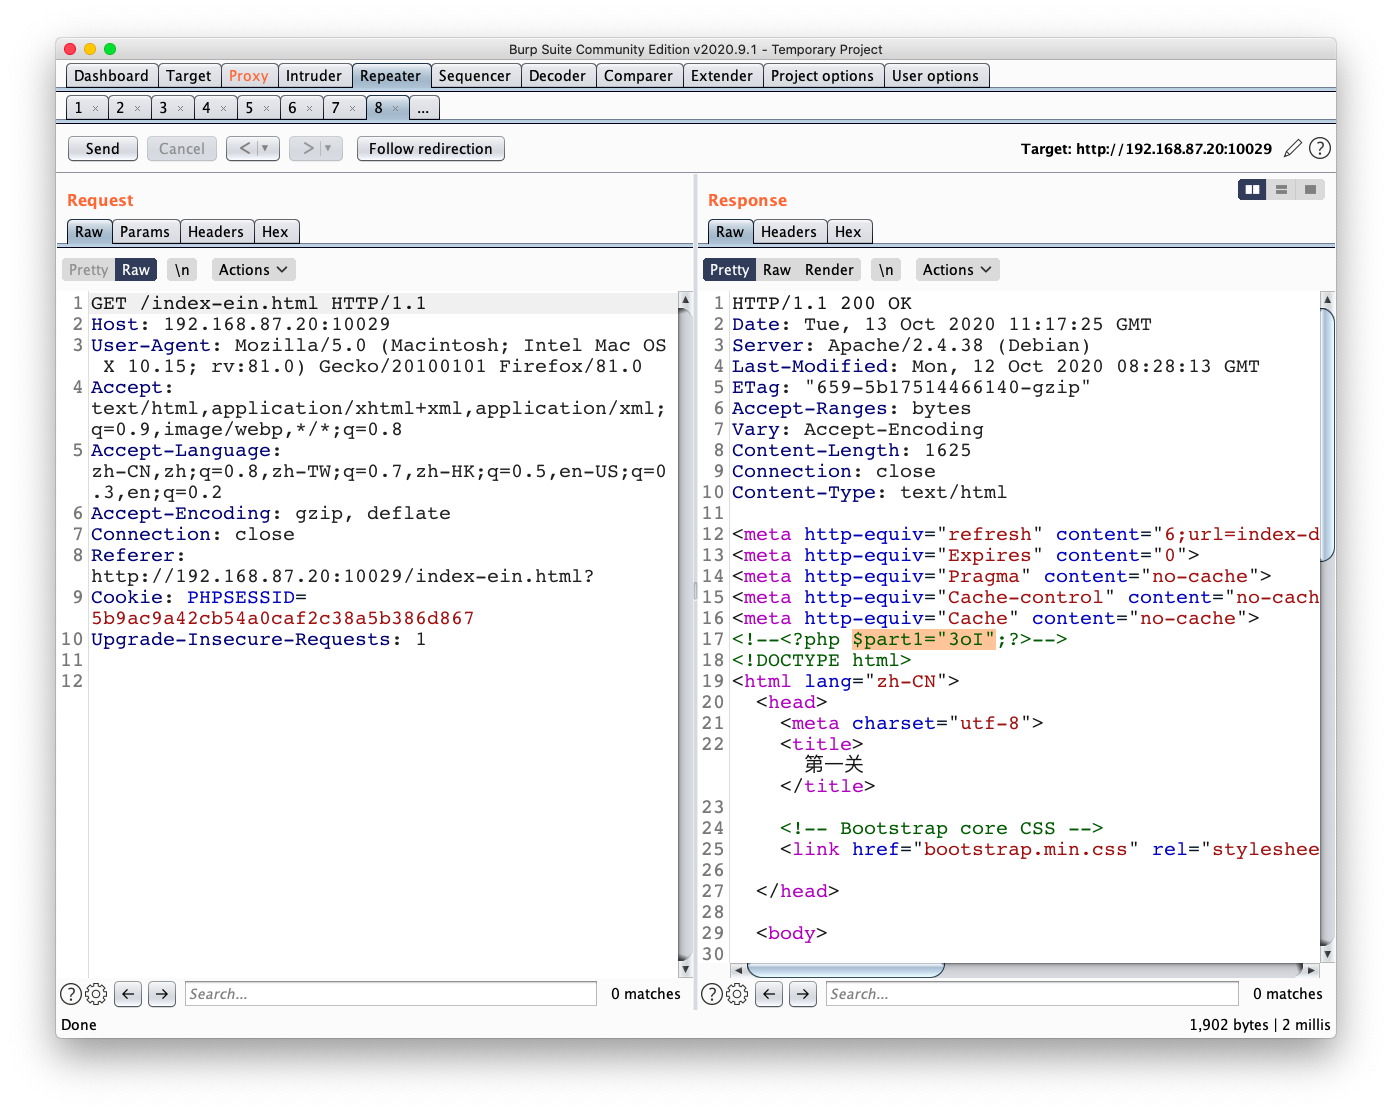 Burp Suite Community Edition v2020.9.1 - Temporary Project
Dashboard Target Proxy Intruder Repeater Sequencer Decoder Comparer Extender Project options User options
1 × 2 × 3 × 4 × 5 × 6 × 7 × 8 × ...
Send Cancel < > Follow redirection Target: http://192.168.87.20:10029 ?
Request
Raw Params Headers Hex
Pretty Raw \n Actions
1 GET /index-ein.html HTTP/1.1
2 Host: 192.168.87.20:10029
3 User-Agent: Mozilla/5.0 (Macintosh; Intel Mac OS
X 10.15; rv:81.0) Gecko/20100101 Firefox/81.0
4 Accept:
text/html,application/xhtml+xml,application/xml;
q=0.9,image/webp,*/*;q=0.8
5 Accept-Language:
zh-CN,zh;q=0.8,zh-TW;q=0.7,zh-HK;q=0.5,en-US;q=0
.3,en;q=0.2
6 Accept-Encoding: gzip, deflate
7 Connection: close
8 Referer:
http://192.168.87.20:10029/index-ein.html?
9 Cookie: PHPSESSID=
5b9ac9a42cb54a0caf2c38a5b386d867
10 Upgrade-Insecure-Requests: 1
11
12
? Search... 0 matches
Response
Raw Headers Hex
Pretty Raw Render \n Actions
1 HTTP/1.1 200 OK
2 Date: Tue, 13 Oct 2020 11:17:25 GMT
3 Server: Apache/2.4.38 (Debian)
4 Last-Modified: Mon, 12 Oct 2020 08:28:13 GMT
5 ETag: "659-5b17514466140-gzip"
6 Accept-Ranges: bytes
7 Vary: Accept-Encoding
8 Content-Length: 1625
9 Connection: close
10 Content-Type: text/html
11
12 <meta http-equiv="refresh" content="6;url=index-d
13 <meta http-equiv="Expires" content="0">
14 <meta http-equiv="Pragma" content="no-cache">
15 <meta http-equiv="Cache-control" content="no-cach
16 <meta http-equiv="Cache" content="no-cache">
17 <!--<?php $part1="3oI";?>-->
18 <!DOCTYPE html>
19 <html lang="zh-CN">
20 <head>
21 <meta charset="utf-8">
22 <title>
第一关
</title>
23
24 <!-- Bootstrap core CSS -->
25 <link href="bootstrap.min.css" rel="styleshee
26
27 </head>
28
29 <body>
30
? Search... 0 matches
Done
1,902 bytes | 2 millis